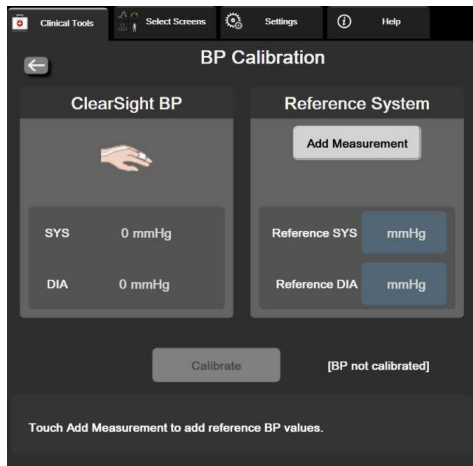 Clinical Tools
Select Screens
Settings
Help
BP Calibration
ClearSight BP
Reference System
Add Measurement
SYS 0 mmHg
Reference SYS mmHg
DIA 0 mmHg
Reference DIA mmHg
Calibrate
[BP not calibrated]
Touch Add Measurement to add reference BP values.